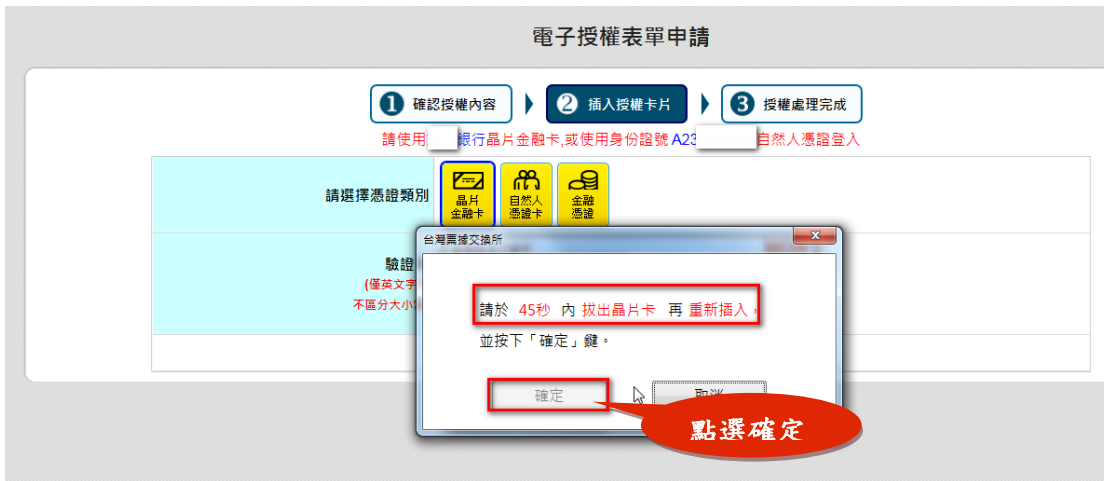 電子授權表單申請
1 確認授權內容
2 插入授權卡片
3 授權處理完成
請使用 銀行晶片金融卡,或使用身份證號 A23 自然人憑證登入
請選擇憑證類別
晶片
金融卡
自然人
憑證卡
金融
憑證
台灣票據交換所
x
驗證
(僅英文字
不區分大小
請於 45秒 內 拔出晶片卡 再 重新插入,
並按下「確定」鍵。
確定
取消
點選確定